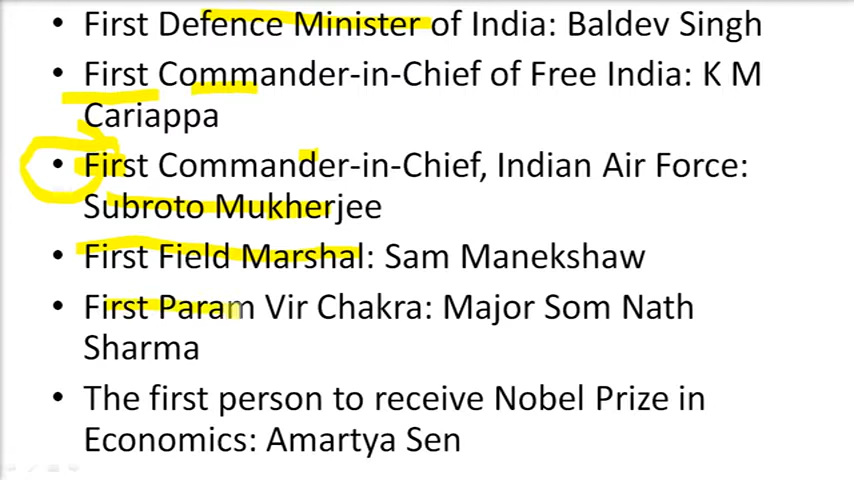 • First Defence Minister of India: Baldev Singh
• First Commander-in-Chief of Free India: K M
Cariappa
• First Commander-in-Chief, Indian Air Force:
Subroto Mukherjee
• First Field Marshal: Sam Manekshaw
• First Param Vir Chakra: Major Som Nath
Sharma
• The first person to receive Nobel Prize in
Economics: Amartya Sen